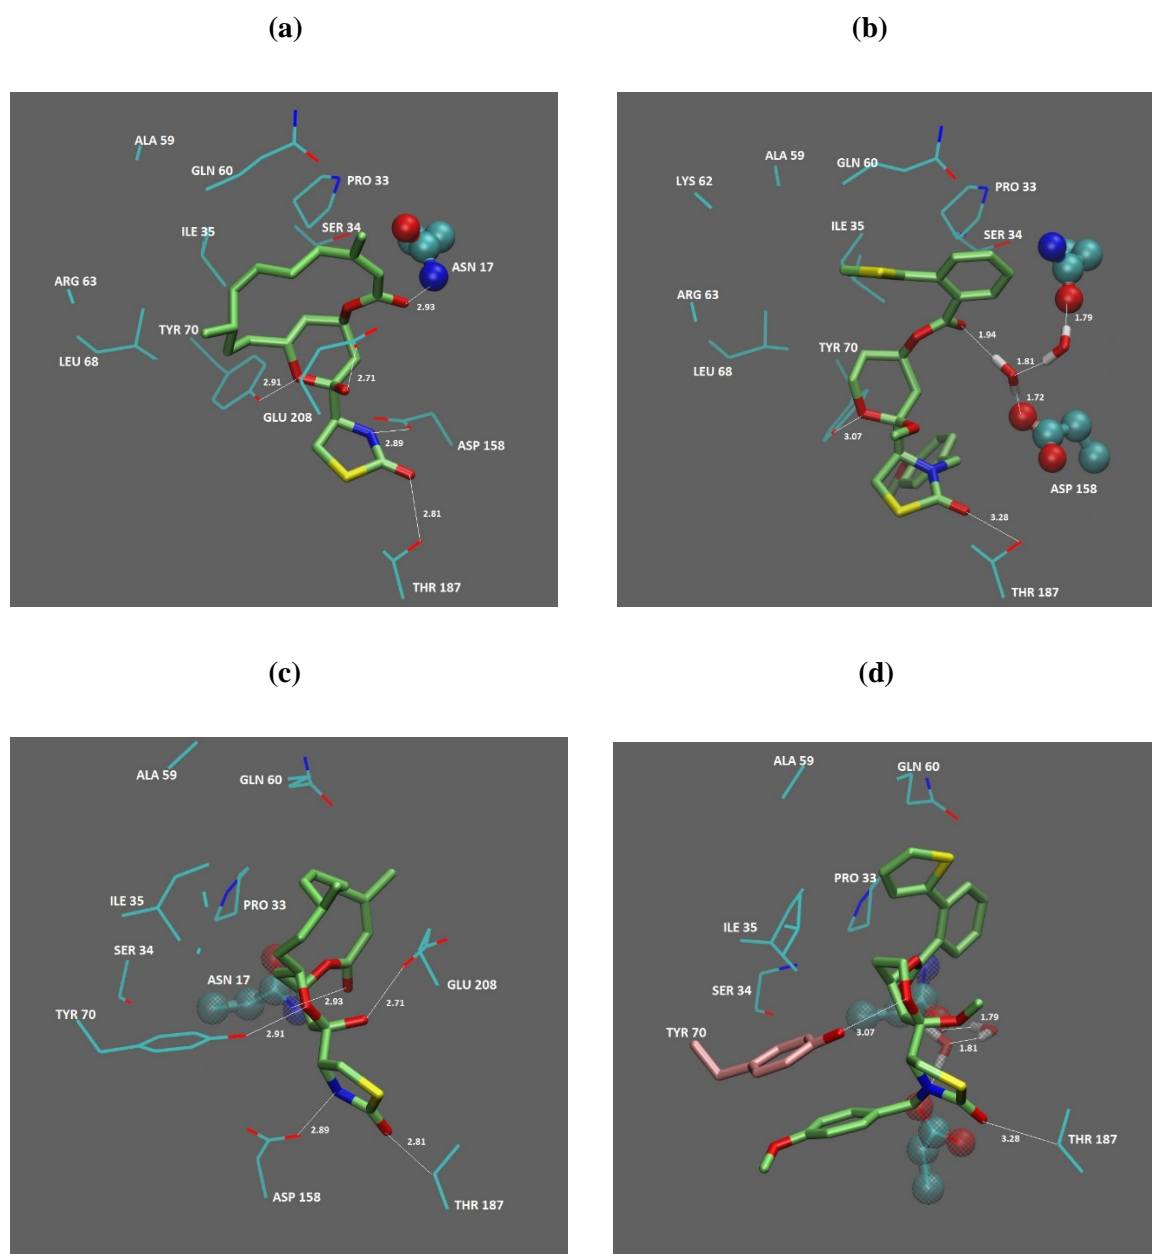 (a)
(b)
ALA 59
GLN 60
PRO 33
SER 34
ILE 35
ASN 17
ARG 63
2.93
TYR 70
LEU 68
2.91
2.71
GLU 208
2.89
ASP 158
2.81
THR 187
GLN 60
ALA 59
LYS 62
PRO 33
ILE 35
SER 34
ARG 63
1.79
1.94
TYR 70
LEU 68
1.81
1.72
3.07
ASP 158
3.28
THR 187
(c)
(d)
ALA 59
GLN 60
ILE 35
PRO 33
SER 34
ASN 17
GLU 208
2.93
2.71
TYR 70
2.91
2.89
2.81
ASP 158
THR 187
ALA 59
GLN 60
PRO 33
ILE 35
SER 34
1.79
TYR 70
3.07
1.81
3.28
THR 187